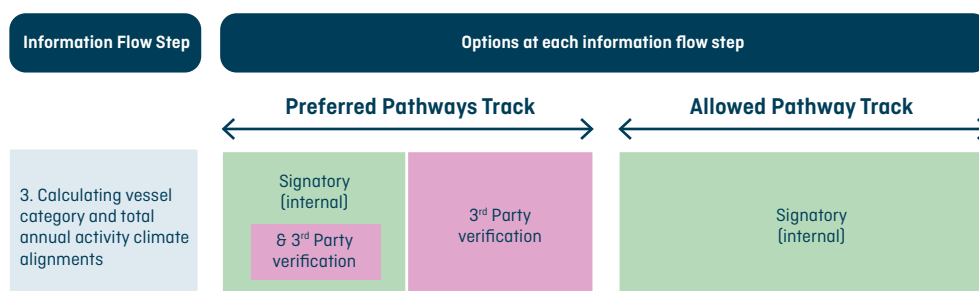 Information Flow Step
Options at each information flow step
Preferred Pathways Track
Allowed Pathway Track
3. Calculating vessel
category and total
annual activity climate
alignments
Signatory
(internal)
& 3rd Party
verification
3rd Party
verification
Signatory
(internal)